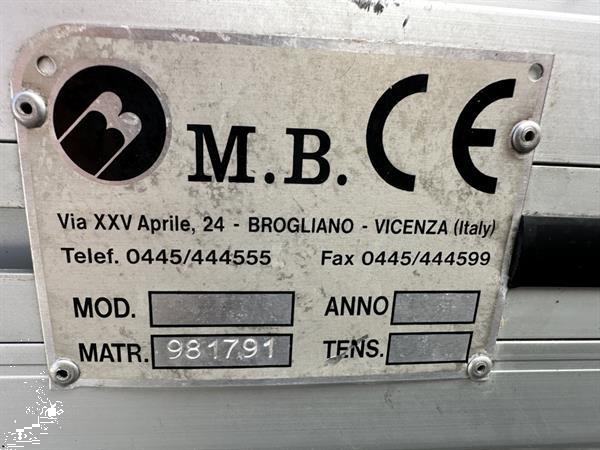 M.B. CE
Via XXV Aprile, 24 - BROGLIANO - VICENZA (Italy)
Telef. 0445/444555 Fax 0445/444599
MOD. ANNO
MATR. 981791 TENS.